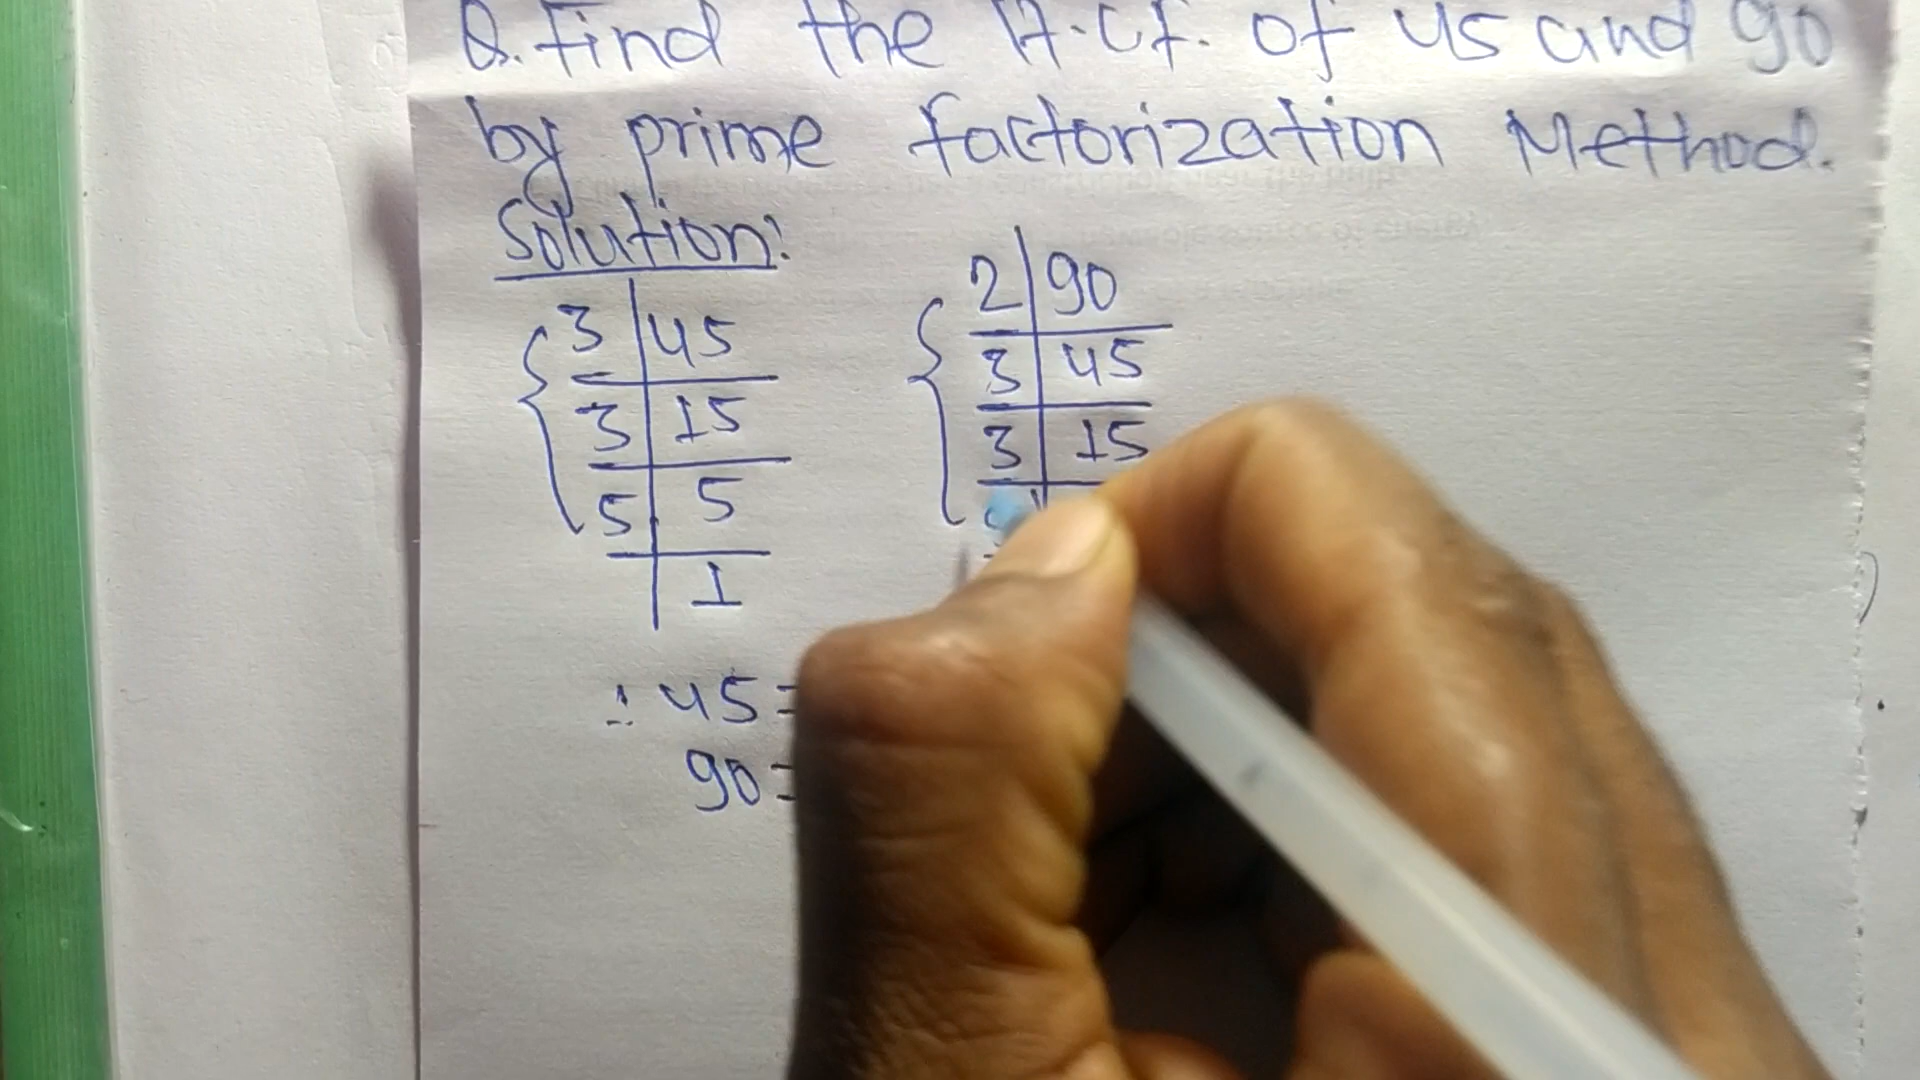 Q. Find the H.C.F. of 45 and 90
by prime factorization Method.
Solution:
3 45
3 15
5 5
1
2 90
3 45
3 15
5
∴ 45 =
90 =